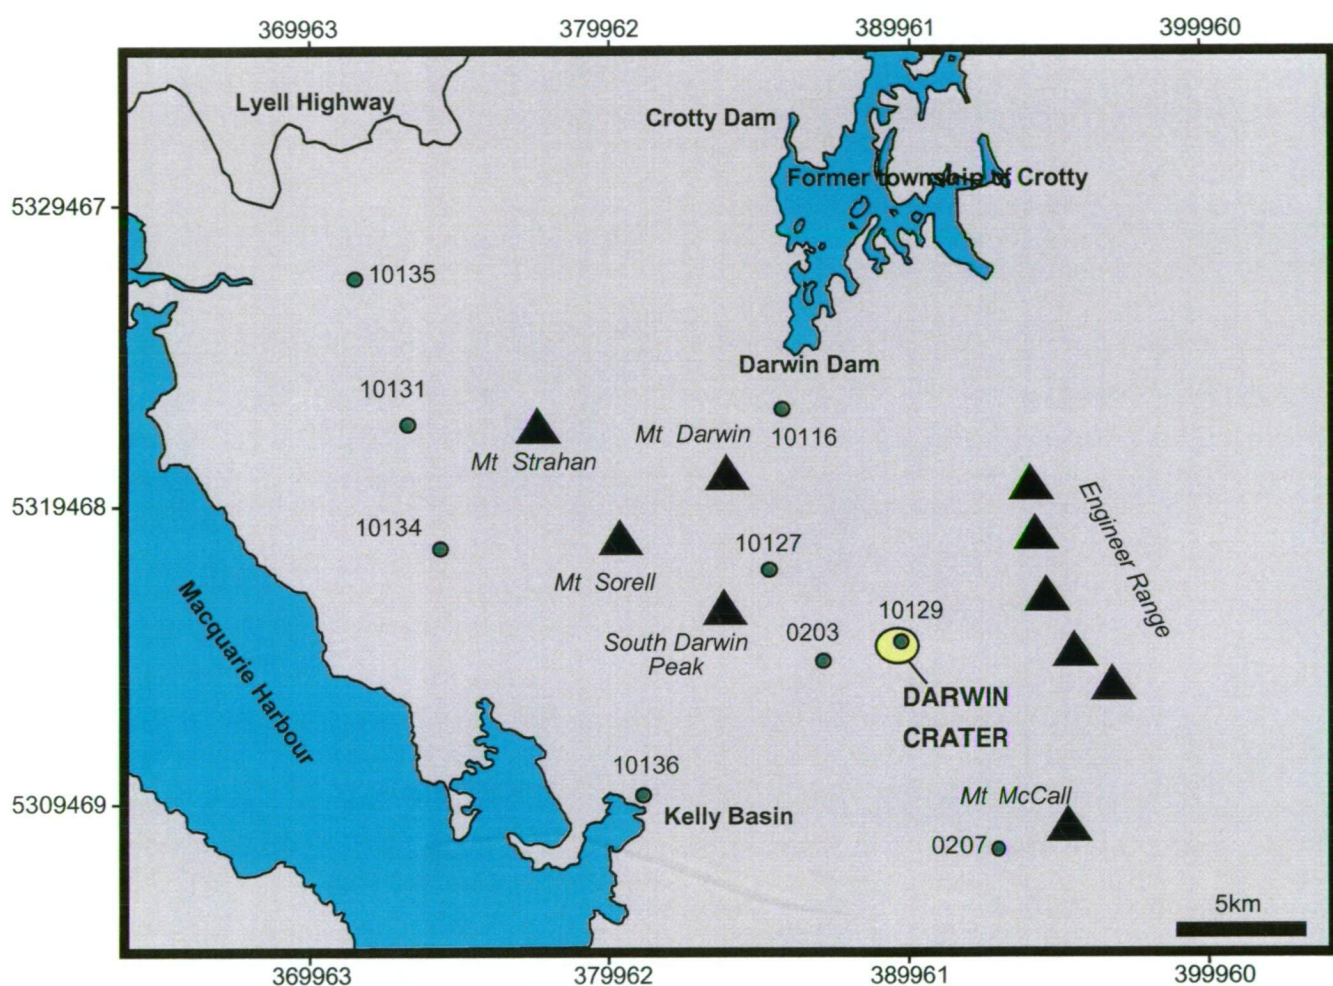 369963 379962 389961 399960
Lyell Highway
Crotty Dam
Former township of Crotty
5329467
10135
Darwin Dam
10131
Mt Darwin
10116
Mt Strahan
Engineer Range
5319468
10134
10127
Mt Sorell
10129
0203
South Darwin
Peak
Macquarie Harbour
DARWIN
CRATER
10136
Mt McCall
5309469
Kelly Basin
0207
5km
369963 379962 389961 399960